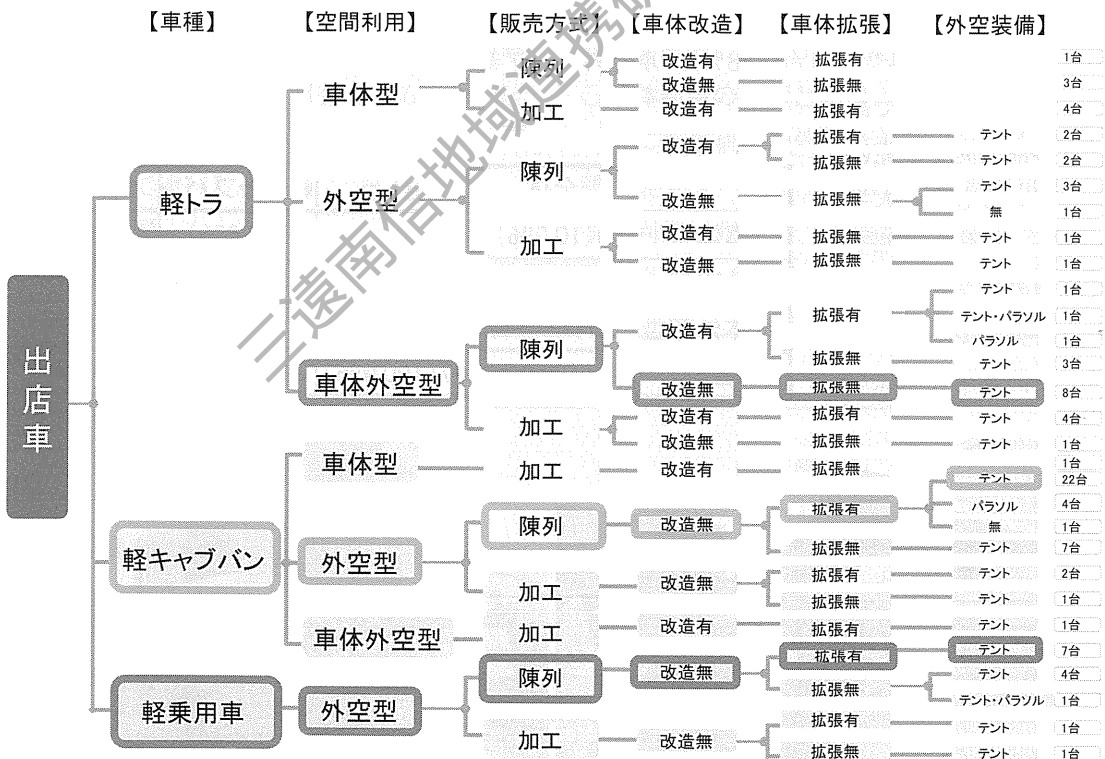 【車種】 【空間利用】 【販売方式】 【車体改造】 【車体拡張】 【外空装備】
出店車
軽トラ
車体型
陳列 改造有 拡張有 1台
改造無 拡張無 3台
加工 改造有 拡張有 4台
外空型
陳列 改造有 拡張有 テント 2台
拡張無 テント 2台
改造無 拡張無 テント 3台
無 1台
加工 改造有 拡張無 テント 1台
改造無 拡張無 テント 1台
車体外空型
陳列 改造有 拡張有 テント 1台
テント・パラソル 1台
パラソル 1台
拡張無 テント 3台
改造無 拡張無 テント 8台
加工 改造有 拡張有 テント 4台
改造無 拡張無 テント 1台
軽キャブバン
車体型 加工 改造有 拡張無 1台
外空型
陳列 改造無 拡張有 テント 22台
パラソル 4台
無 1台
拡張無 テント 7台
加工 改造無 拡張有 テント 2台
拡張無 テント 1台
車体外空型 加工 改造有 拡張有 テント 1台
軽乗用車
外空型
陳列 改造無 拡張有 テント 7台
拡張無 テント 4台
テント・パラソル 1台
加工 改造無 拡張有 テント 1台
拡張無 テント 1台
三遠南信地域連携